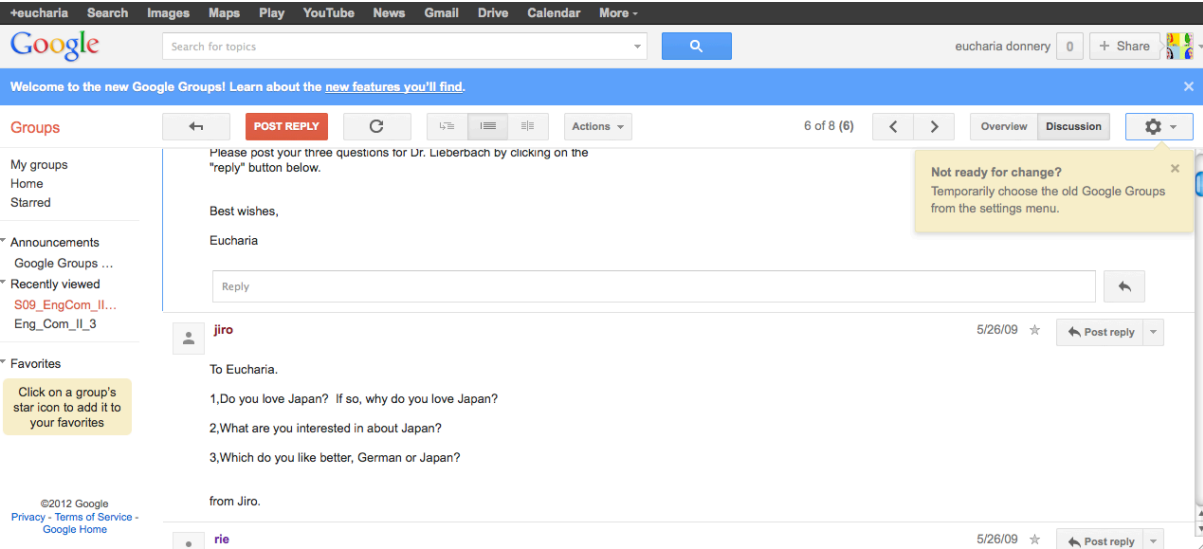 +eucharia Search Images Maps Play YouTube News Gmail Drive Calendar More
Google Search for topics eucharia donnery 0 + Share
Welcome to the new Google Groups! Learn about the new features you'll find. ×
Groups POST REPLY Actions 6 of 8 (6) Overview Discussion
My groups
Home
Starred
Announcements
Google Groups ...
Recently viewed
S09_EngCom_II...
Eng_Com_II_3
Favorites
Click on a group's
star icon to add it to
your favorites
©2012 Google
Privacy - Terms of Service -
Google Home
Please post your three questions for Dr. Lieberbach by clicking on the
"reply" button below.
Best wishes,
Eucharia
Reply
Not ready for change? ×
Temporarily choose the old Google Groups
from the settings menu.
jiro 5/26/09 Post reply
To Eucharia.
1,Do you love Japan?  If so, why do you love Japan?
2,What are you interested in about Japan?
3,Which do you like better, German or Japan?
from Jiro.
rie 5/26/09 Post reply